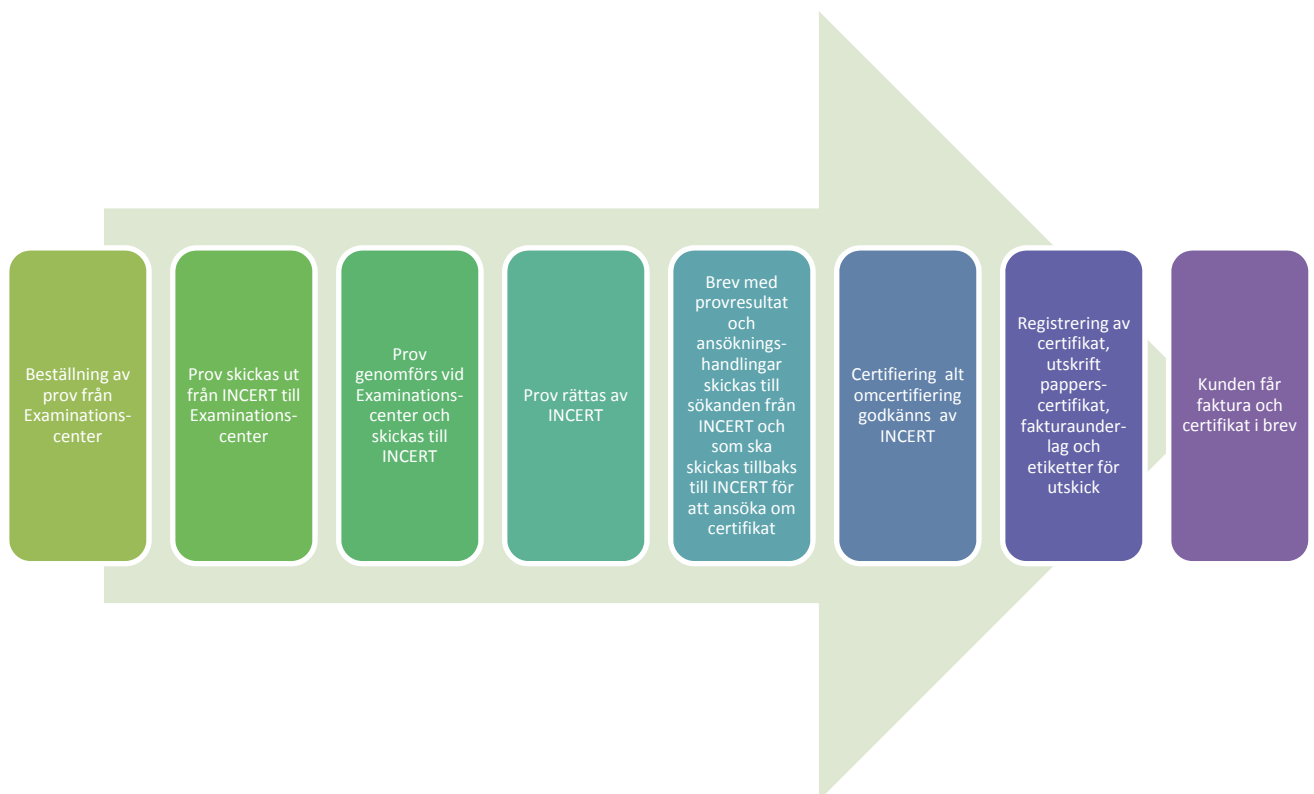 Beställning av
prov från
Examinations-
center
Prov skickas ut
från INCERT till
Examinations-
center
Prov
genomförs vid
Examinations-
center och
skickas till
INCERT
Prov rättas av
INCERT
Brev med
provresultat
och
ansöknings-
handlingar
skickas till
sökanden från
INCERT och
som ska
skickas tillbaks
till INCERT för
att ansöka om
certifikat
Certifiering alt
omcertifiering
godkänns av
INCERT
Registrering av
certifikat,
utskrift
pappers-
certifikat,
fakturaunder-
lag och
etiketter för
utskick
Kunden får
faktura och
certifikat i brev